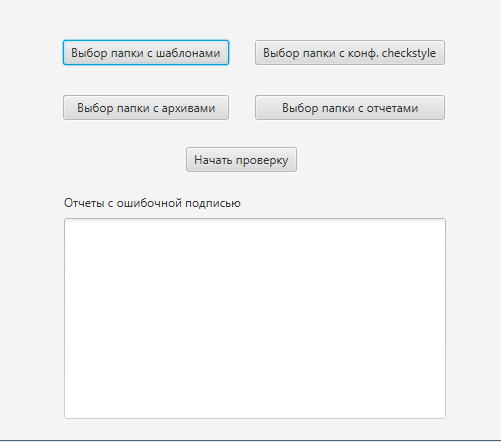 Выбор папки с шаблонами
Выбор папки с конф. checkstyle
Выбор папки с архивами
Выбор папки с отчетами
Начать проверку
Отчеты с ошибочной подписью